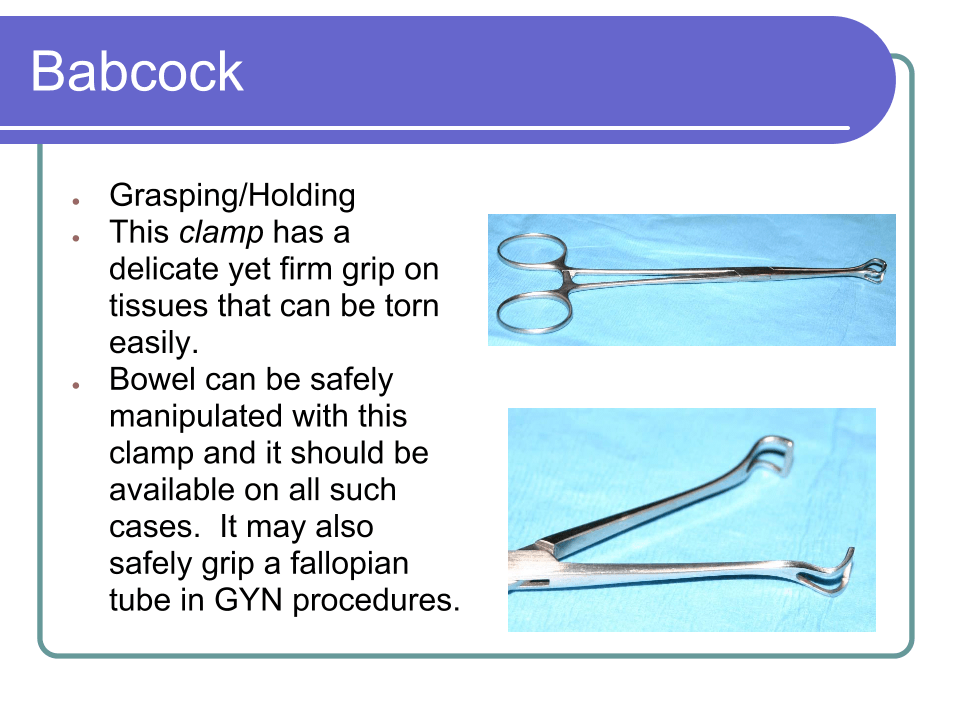 Babcock
● Grasping/Holding
● This clamp has a
delicate yet firm grip on
tissues that can be torn
easily.
● Bowel can be safely
manipulated with this
clamp and it should be
available on all such
cases.  It may also
safely grip a fallopian
tube in GYN procedures.